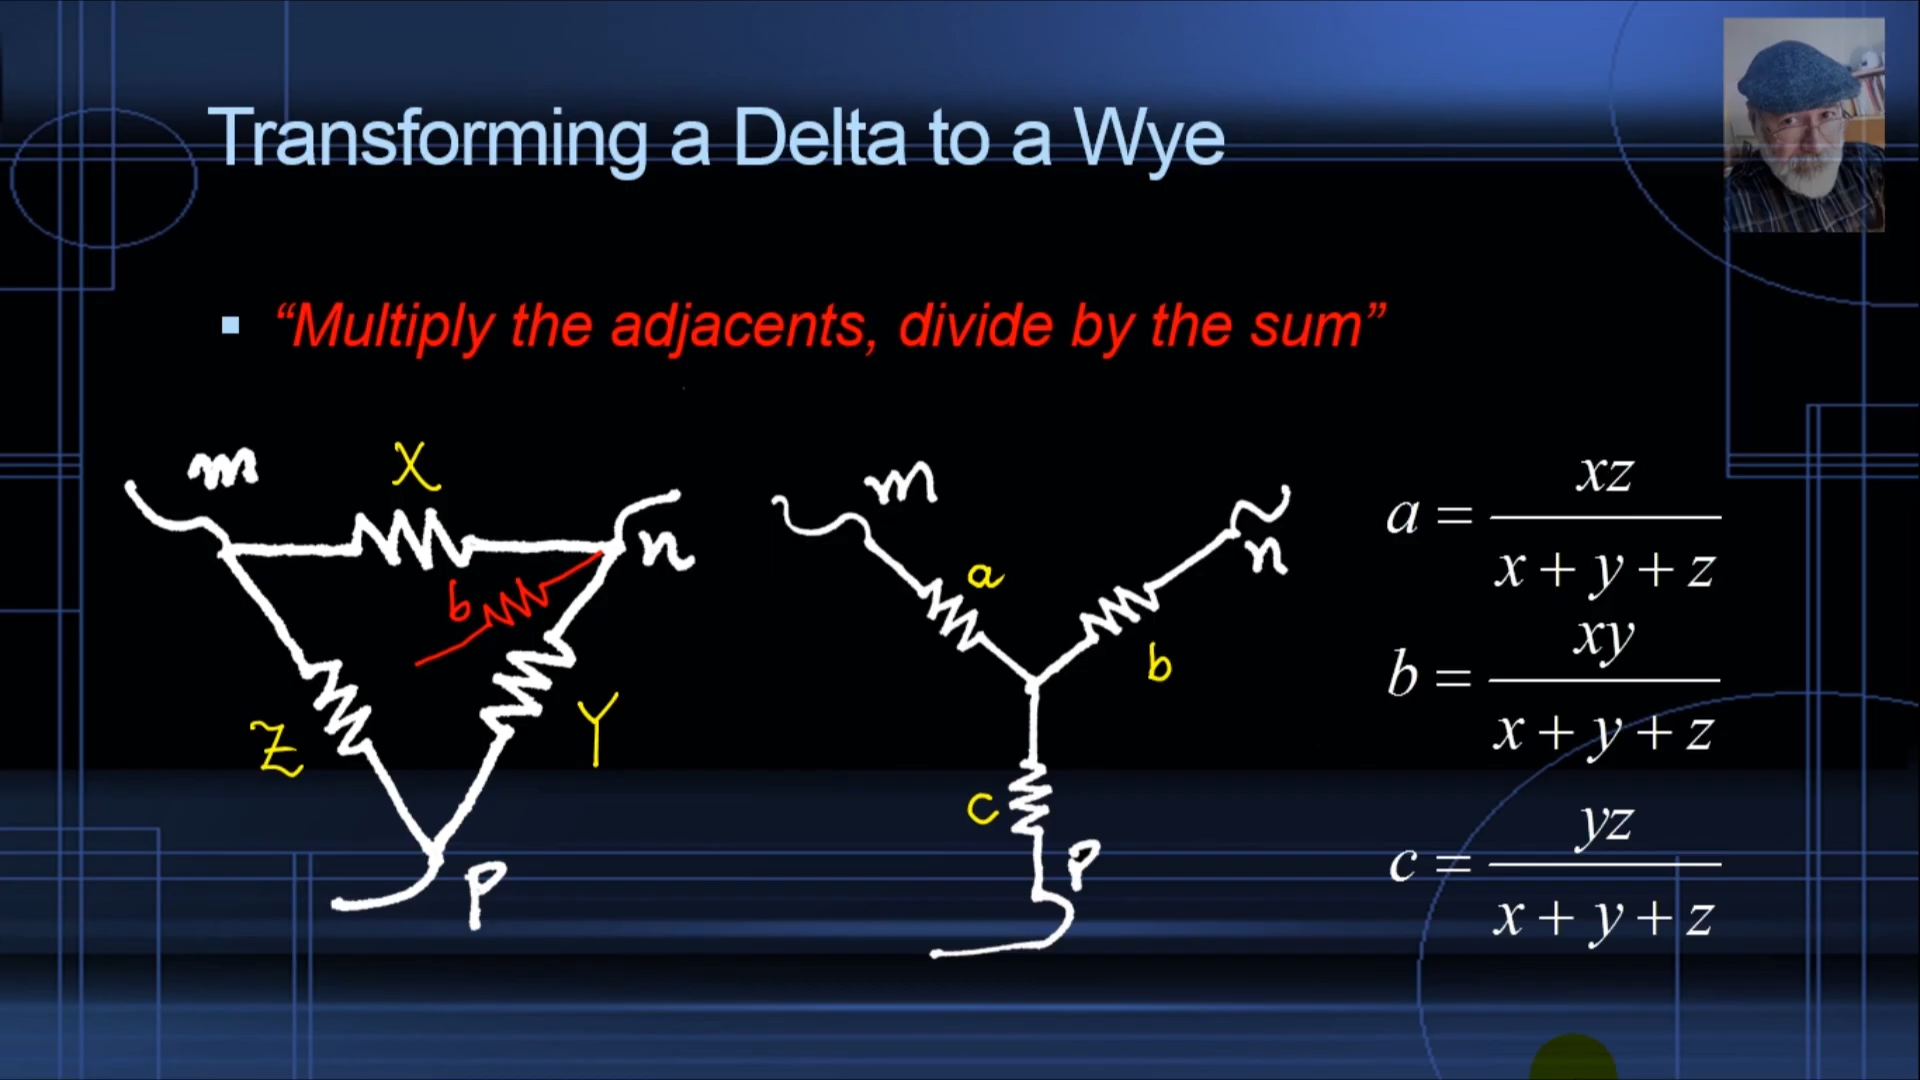 Transforming a Delta to a Wye
“Multiply the adjacents, divide by the sum”
m
X
n
b
Z
Y
P
m
n
a
b
c
P
a = xz / x + y + z
b = xy / x + y + z
c = yz / x + y + z